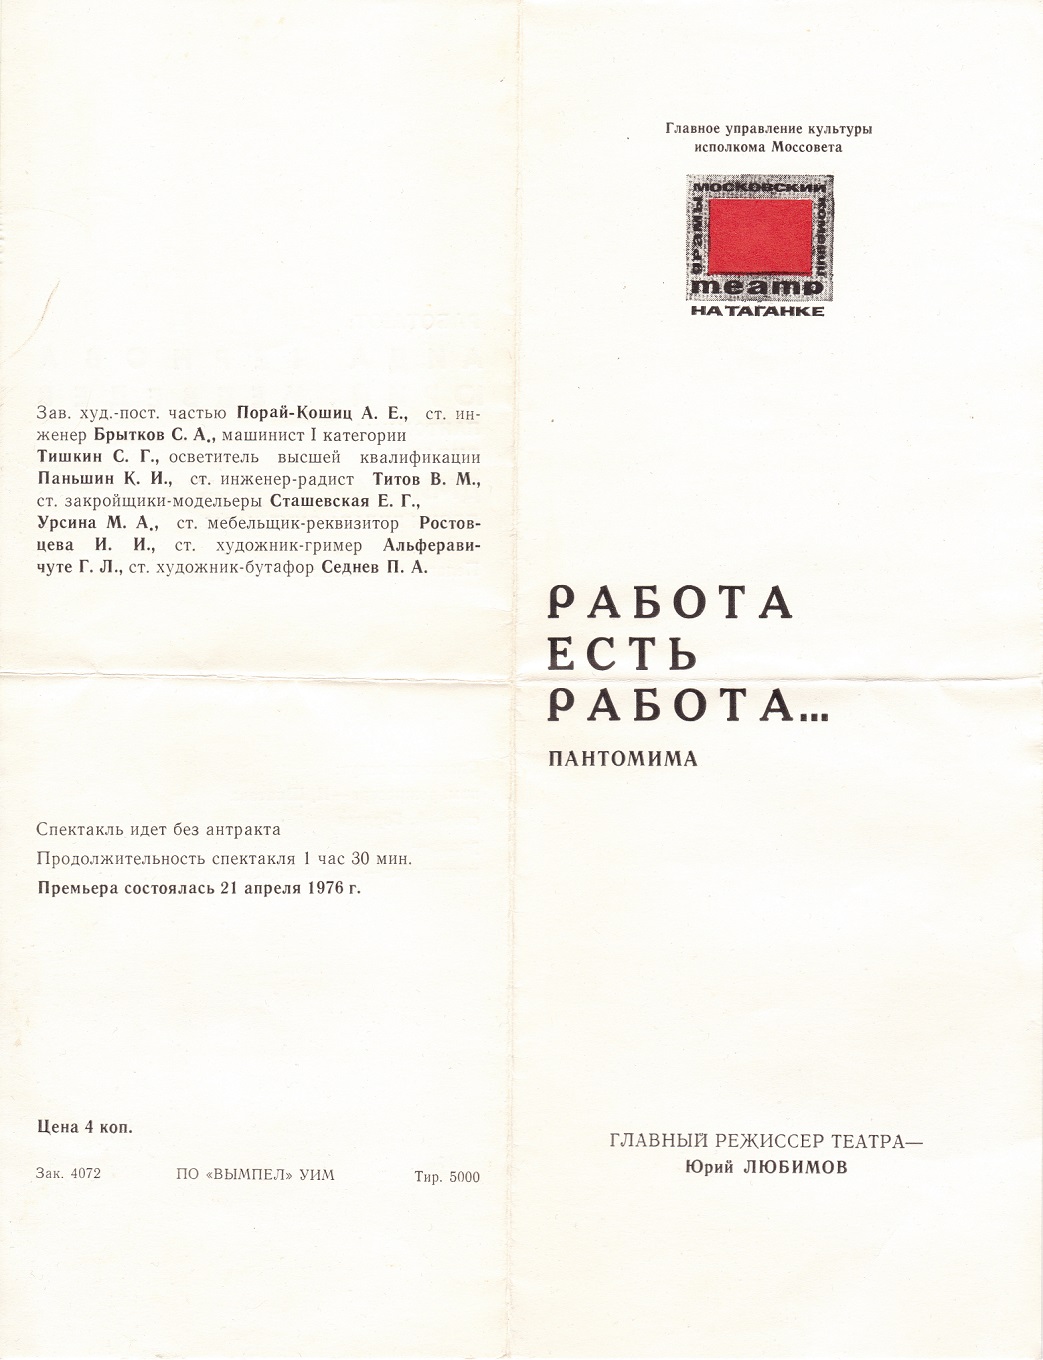 Зав. худ.-пост. частью Порай-Кошиц А. Е., ст. ин-
женер Брытков С. А., машинист I категории
Тишкин С. Г., осветитель высшей квалификации
Паньшин К. И., ст. инженер-радист Титов В. М.,
ст. закройщики-модельеры Сташевская Е. Г.,
Урсина М. А., ст. мебельщик-реквизитор Ростов-
цева И. И., ст. художник-гример Альферави-
чуте Г. Л., ст. художник-бутафор Седнев П. А.
Спектакль идет без антракта
Продолжительность спектакля 1 час 30 мин.
Премьера состоялась 21 апреля 1976 г.
Цена 4 коп.
Зак. 4072 ПО «ВЫМПЕЛ» УИМ Тир. 5000
Главное управление культуры
исполкома Моссовета
московский
драмы
комедии
театр
НА ТАГАНКЕ
РАБОТА
ЕСТЬ
РАБОТА...
ПАНТОМИМА
ГЛАВНЫЙ РЕЖИССЕР ТЕАТРА—
Юрий ЛЮБИМОВ